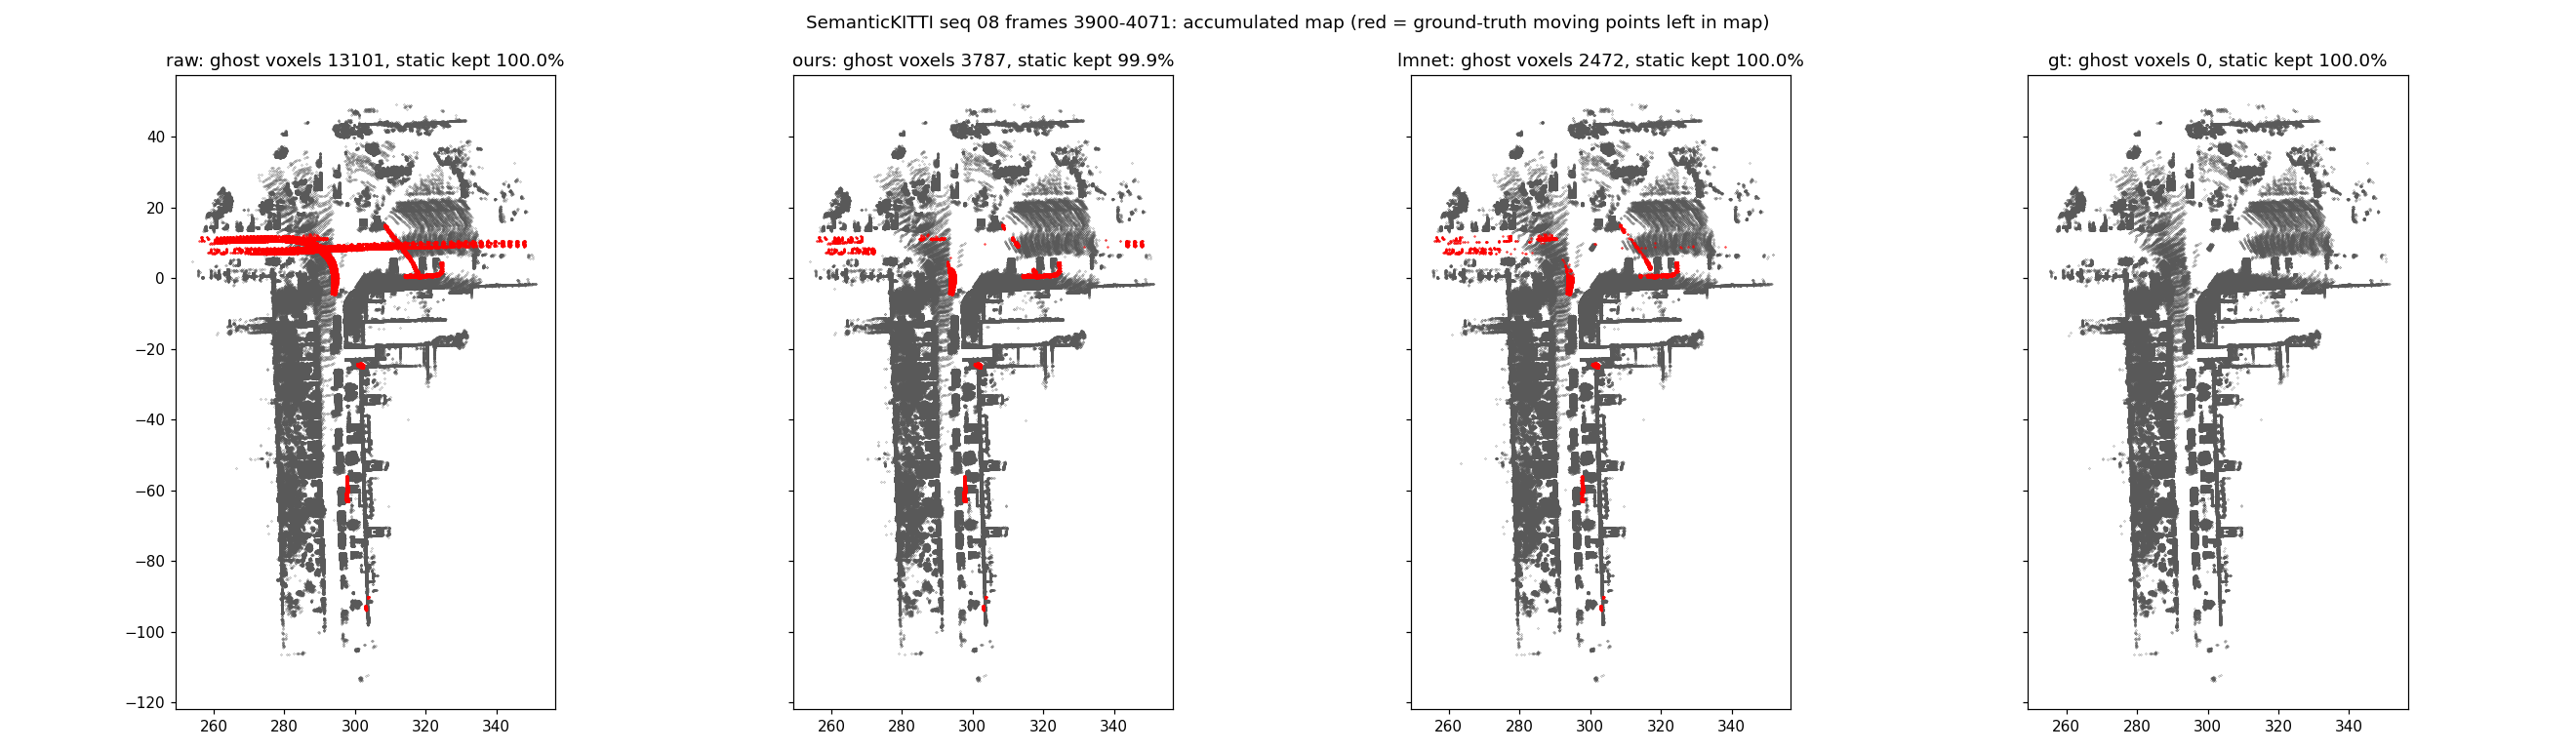 SemanticKITTI seq 08 frames 3900-4071: accumulated map (red = ground-truth moving points left in map)
raw: ghost voxels 13101, static kept 100.0%
ours: ghost voxels 3787, static kept 99.9%
lmnet: ghost voxels 2472, static kept 100.0%
gt: ghost voxels 0, static kept 100.0%
40
20
0
−20
−40
−60
−80
−100
−120
260 280 300 320 340
260 280 300 320 340
260 280 300 320 340
260 280 300 320 340